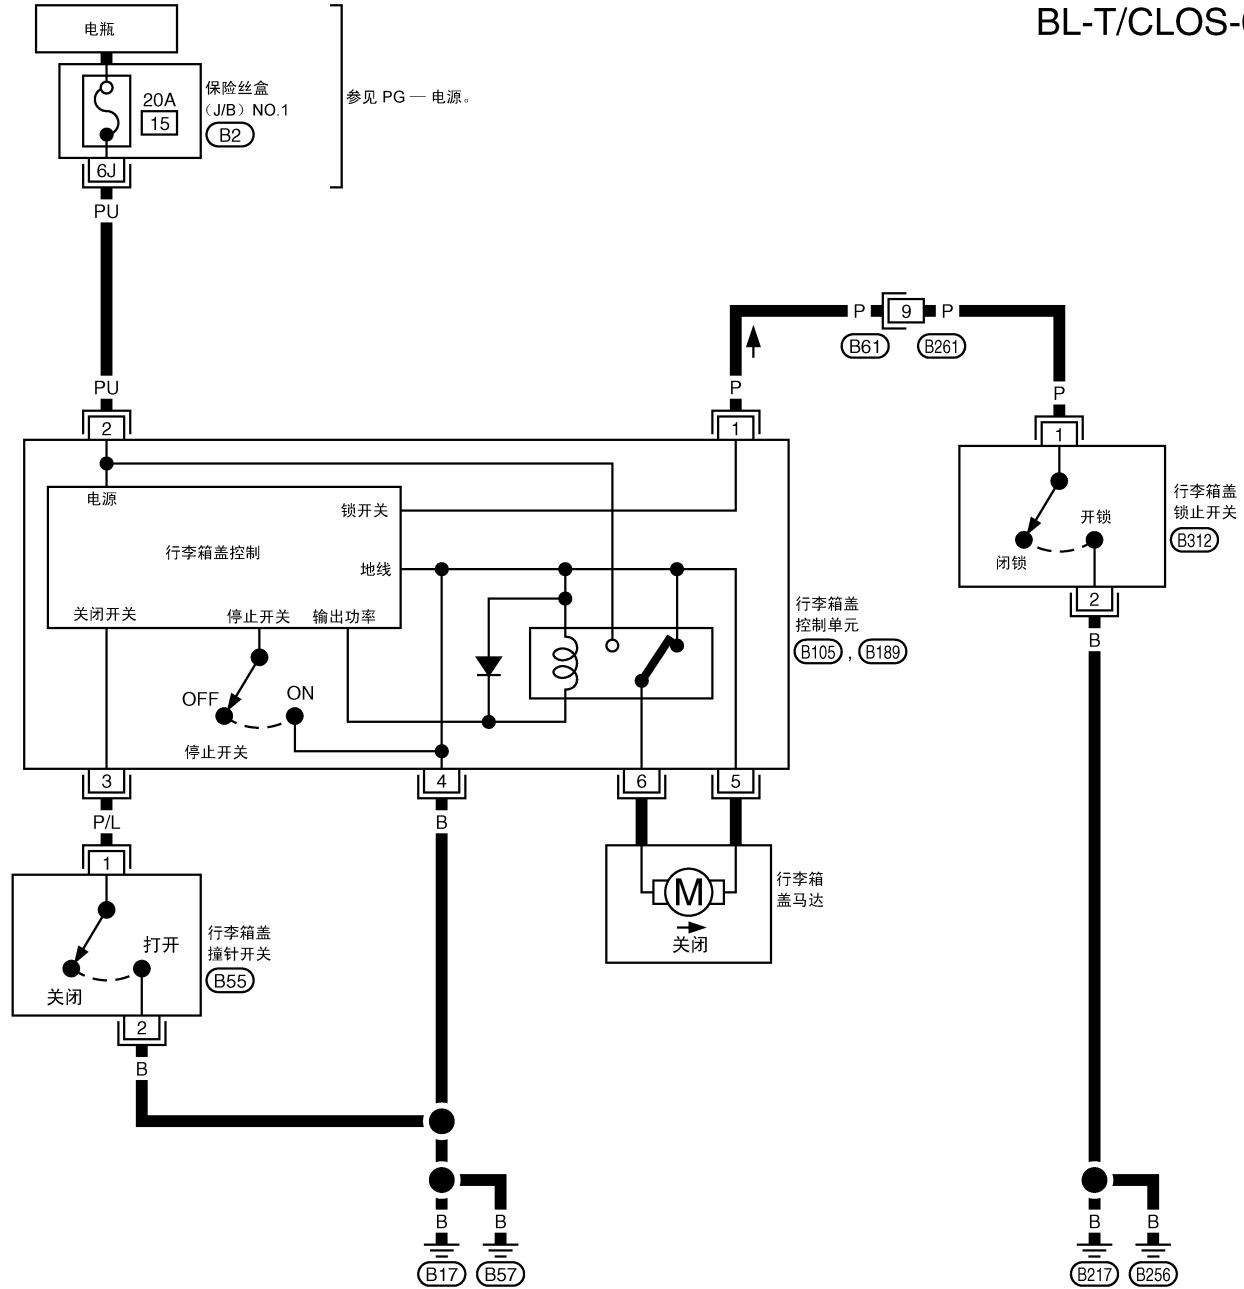 BL-T/CLOS-
电瓶
20A
15
保险丝盒
（J/B）NO.1
B2
参见 PG — 电源。
6J
PU
PU
2
P
9
P
B61
B261
P
1
P
1
电源
锁开关
行李箱盖控制
地线
关闭开关
停止开关
输出功率
OFF
ON
停止开关
行李箱盖
控制单元
B105 , B189
开锁
闭锁
行李箱盖
锁止开关
B312
2
B
3
4
6
5
P/L
B
1
打开
关闭
行李箱盖
撞针开关
B55
2
B
M
关闭
行李箱
盖马达
B
B
B
B
B17
B57
B217
B256